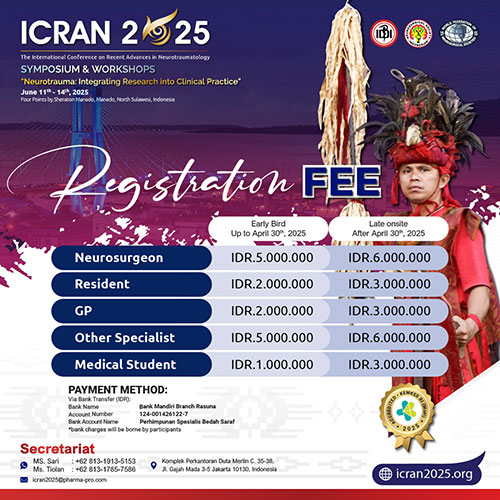 ICRAN 2025
The International Conference on Recent Advances in Neurotraumatology
SYMPOSIUM & WORKSHOPS
"Neurotrauma: Integrating Research into Clinical Practice"
June 11th - 14th, 2025
Four Points by Sheraton Manado, Manado, North Sulawesi, Indonesia
Registration FEE
Early Bird
Up to April 30th, 2025
Late onsite
After April 30th, 2025
Neurosurgeon IDR.5.000.000 IDR.6.000.000
Resident IDR.2.000.000 IDR.3.000.000
GP IDR.2.000.000 IDR.3.000.000
Other Specialist IDR.5.000.000 IDR.6.000.000
Medical Student IDR.1.000.000 IDR.3.000.000
PAYMENT METHOD:
Via Bank Transfer (IDR):
Bank Name Bank Mandiri Branch Rasuna
Account Number 124-001426122-7
Bank Account Name Perhimpunan Spesialis Bedah Saraf
*bank charges will be borne by participants
ACCREDITED - KEMKES RI (SKP)
2025
Secretariat
MS. Sari : +62 813-1913-5153
Ms. Tiolan : +62 813-1785-7586
icran2025@pharma-pro.com
Komplek Perkantoran Duta Merlin C. 35-38,
Jl. Gajah Mada 3-5 Jakarta 10130, Indonesia
icran2025.org